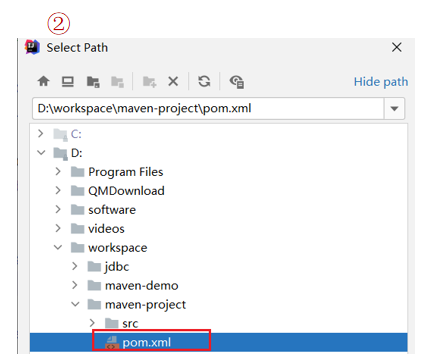 ②
Select Path
Hide path
D:\workspace\maven-project\pom.xml
C:
D:
Program Files
QMDownload
software
videos
workspace
jdbc
maven-demo
maven-project
src
pom.xml